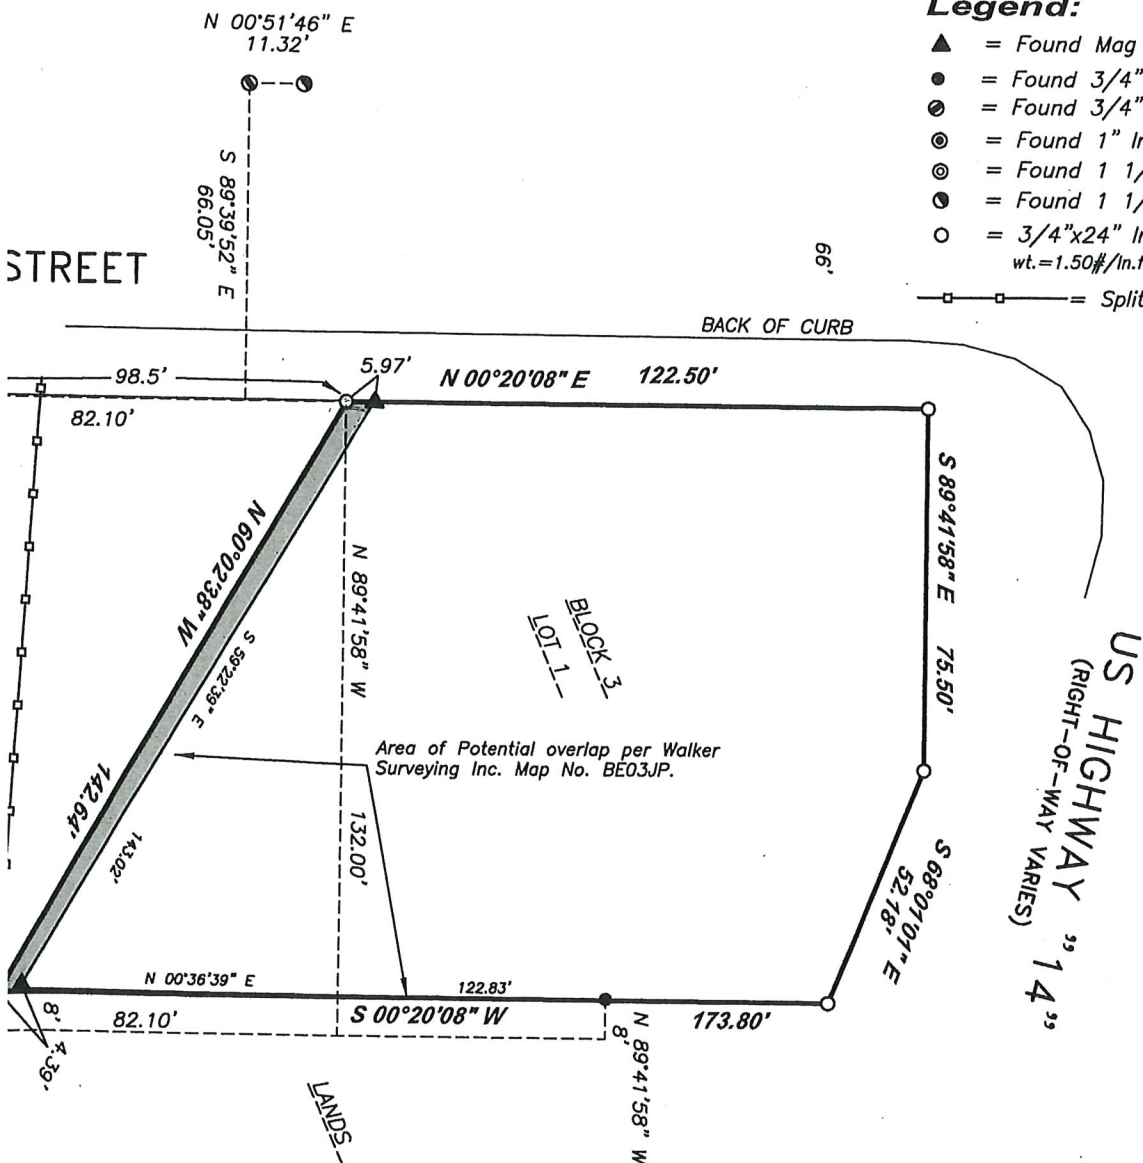 N 00°51'46" E
11.32'
Legend:
= Found Mag
= Found 3/4"
= Found 3/4"
= Found 1" Ir
= Found 1 1/
= Found 1 1/
= 3/4"x24" Ir
wt.=1.50#/ln.f
= Split
S 89°39'52" E
66.05'
STREET
66'
BACK OF CURB
98.5'
5.97'
N 00°20'08" E 122.50'
82.10'
S 89°41'58" E 75.50'
N 60°02'38" W
142.64'
S 59°22'39" E
143.02'
N 89°41'58" W
132.00'
BLOCK 3
LOT 1
US HIGHWAY "14"
(RIGHT-OF-WAY VARIES)
Area of Potential overlap per Walker
Surveying Inc. Map No. BE03JP.
S 68°01'01" E
52.18'
N 00°36'39" E
122.83'
S 00°20'08" W
173.80'
8'
82.10'
4.39'
8'
N 89°41'58" W
LANDS